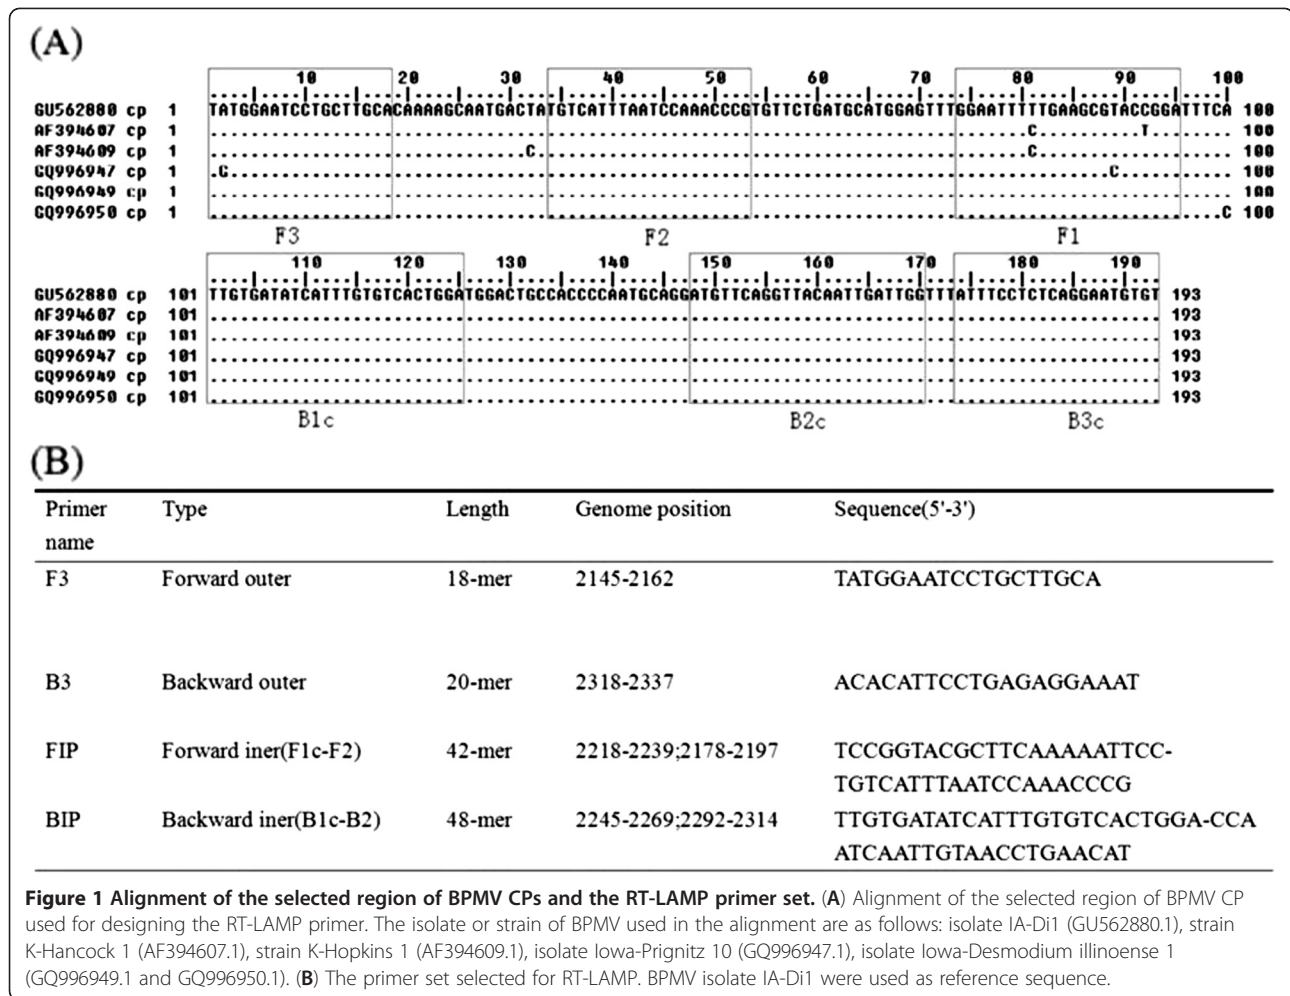 (A)
10 20 30 40 50 60 70 80 90 100
GU562880 cp 1 TATGGAATCCTGCTTGCACAAAAGCAATGACTATGTCATTTAATCCAAACCCGTGTTCTGATGCATGGAGTTTGGAATTTTTGAAGCGTACCGGATTTCA 100
AF394607 cp 1 ................................................................................C..........T........ 100
AF394609 cp 1 ...............................C................................................C................... 100
GQ996947 cp 1 .C......................................................................................C........... 100
GQ996949 cp 1 .................................................................................................... 100
GQ996950 cp 1 ...................................................................................................C 100
F3 F2 F1
110 120 130 140 150 160 170 180 190
GU562880 cp 101 TTGTGATATCATTTGTGTCACTGGATGGACTGCCACCCCAATGCAGGATGTTCAGGTTACAATTGATTGGTTTATTTCCTCTCAGGAATGTGT 193
AF394607 cp 101 ............................................................................................. 193
AF394609 cp 101 ............................................................................................. 193
GQ996947 cp 101 ............................................................................................. 193
GQ996949 cp 101 ............................................................................................. 193
GQ996950 cp 101 ............................................................................................. 193
B1c B2c B3c
(B)
Primer name Type Length Genome position Sequence(5'-3')
F3 Forward outer 18-mer 2145-2162 TATGGAATCCTGCTTGCA
B3 Backward outer 20-mer 2318-2337 ACACATTCCTGAGAGGAAAT
FIP Forward iner(F1c-F2) 42-mer 2218-2239;2178-2197 TCCGGTACGCTTCAAAAATTCC-
TGTCATTTAATCCAAACCCG
BIP Backward iner(B1c-B2) 48-mer 2245-2269;2292-2314 TTGTGATATCATTTGTGTCACTGGA-CCA
ATCAATTGTAACCTGAACAT
Figure 1 Alignment of the selected region of BPMV CPs and the RT-LAMP primer set. (A) Alignment of the selected region of BPMV CP
used for designing the RT-LAMP primer. The isolate or strain of BPMV used in the alignment are as follows: isolate IA-Di1 (GU562880.1), strain
K-Hancock 1 (AF394607.1), strain K-Hopkins 1 (AF394609.1), isolate Iowa-Prignitz 10 (GQ996947.1), isolate Iowa-Desmodium illinoense 1
(GQ996949.1 and GQ996950.1). (B) The primer set selected for RT-LAMP. BPMV isolate IA-Di1 were used as reference sequence.